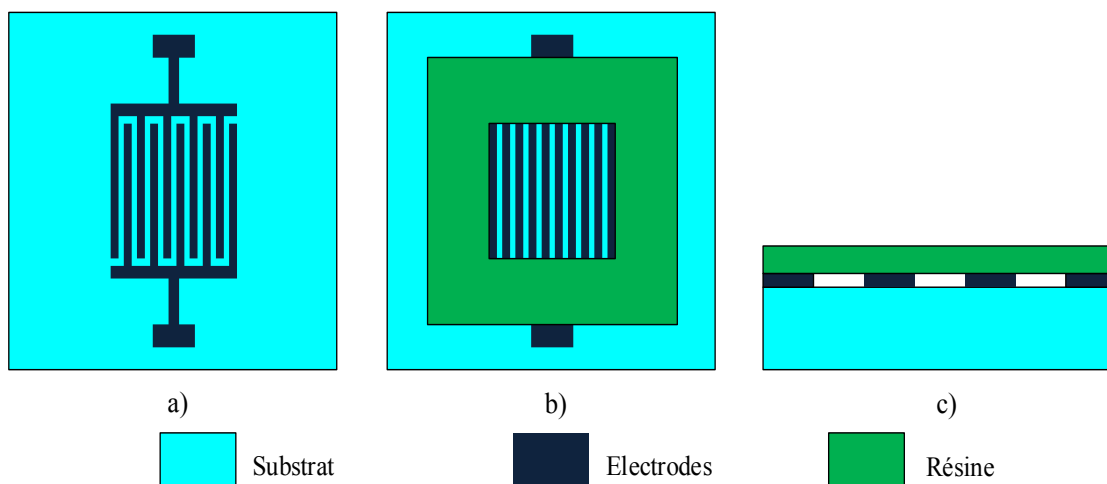 a)
b)
c)
Substrat
Electrodes
Résine